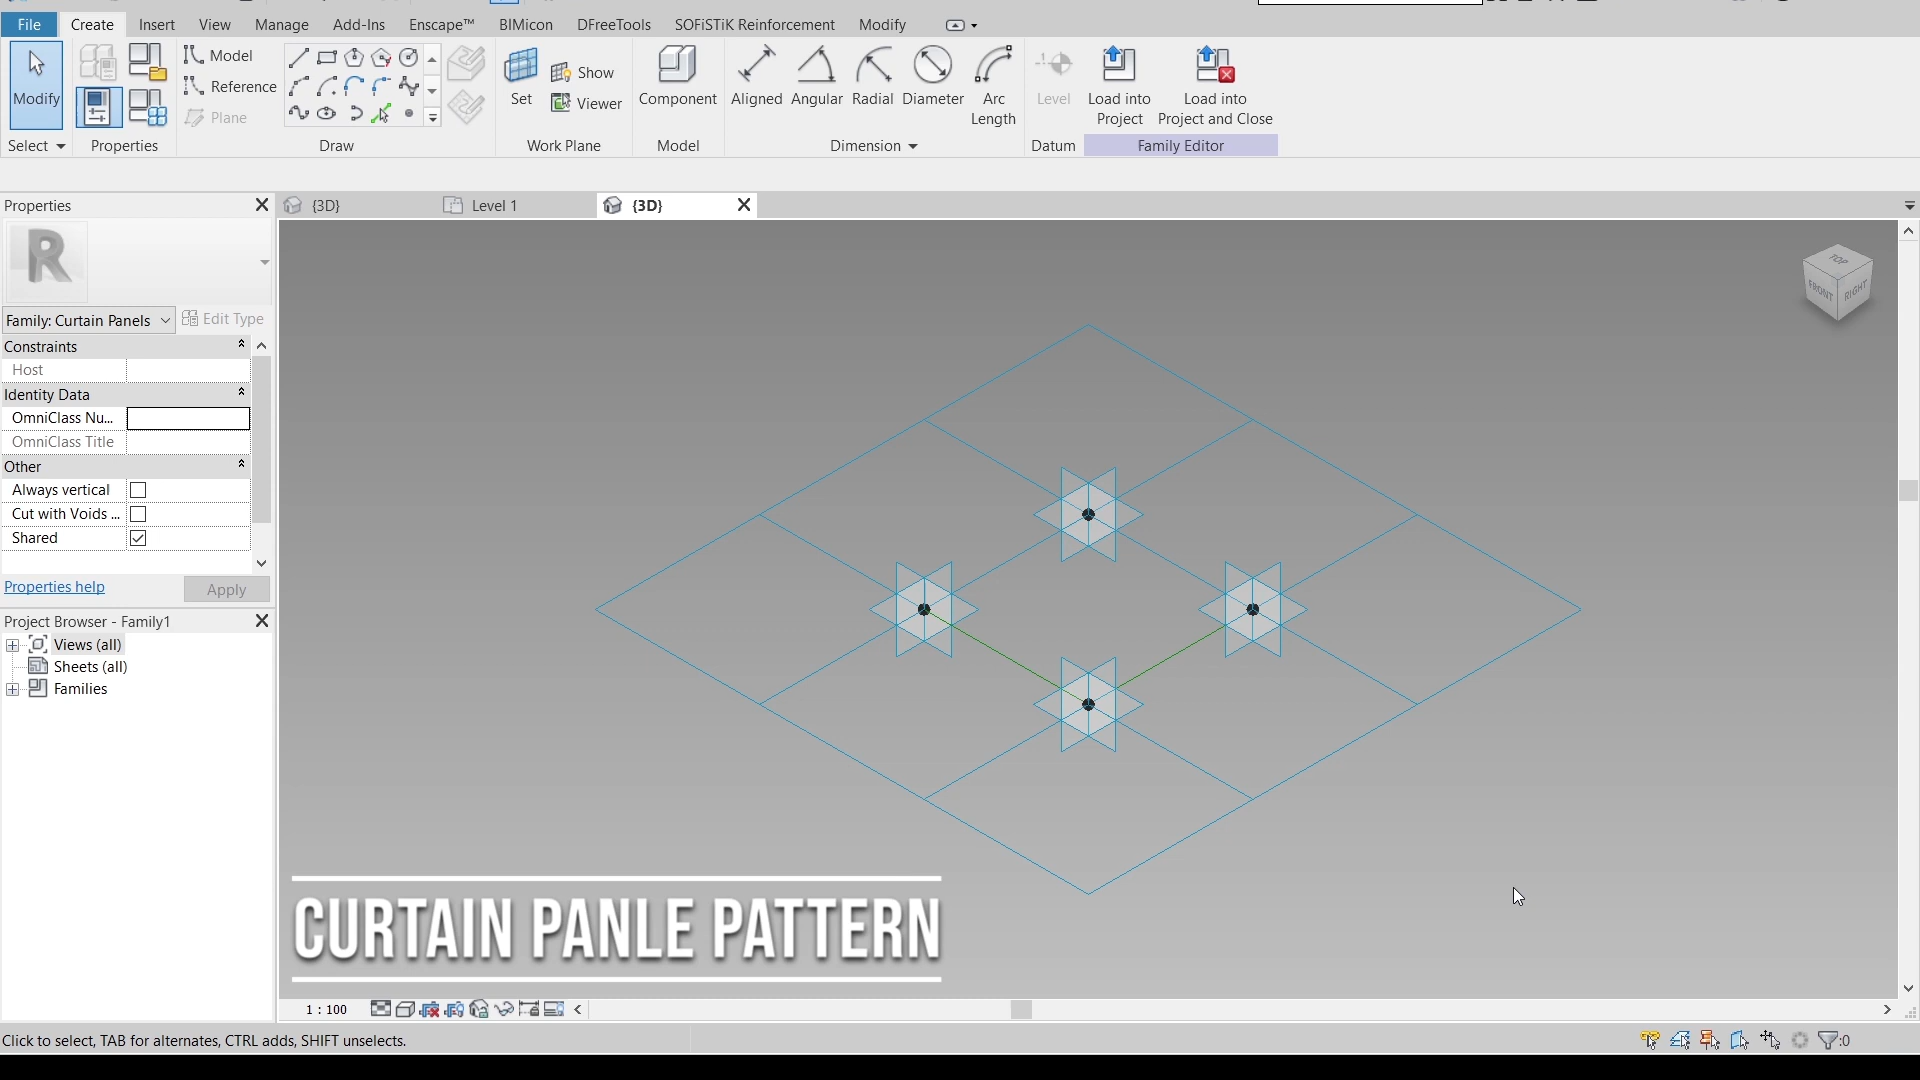 File Create Insert View Manage Add-Ins Enscape™ BIMicon DFreeTools SOFiSTiK Reinforcement Modify
Modify
Model
Reference
Plane
Set
Show
Viewer
Component
Aligned Angular Radial Diameter Arc
Length
Level
Load into
Project
Load into
Project and Close
Select Properties Draw Work Plane Model Dimension Datum Family Editor
Properties
{3D} Level 1 {3D}
R
Family: Curtain Panels Edit Type
Constraints
Host
Identity Data
OmniClass Nu...
OmniClass Title
Other
Always vertical
Cut with Voids ...
Shared
Properties help Apply
Project Browser - Family1
Views (all)
Sheets (all)
Families
TOP
FRONT RIGHT
CURTAIN PANLE PATTERN
1 : 100
Click to select, TAB for alternates, CTRL adds, SHIFT unselects.
:0